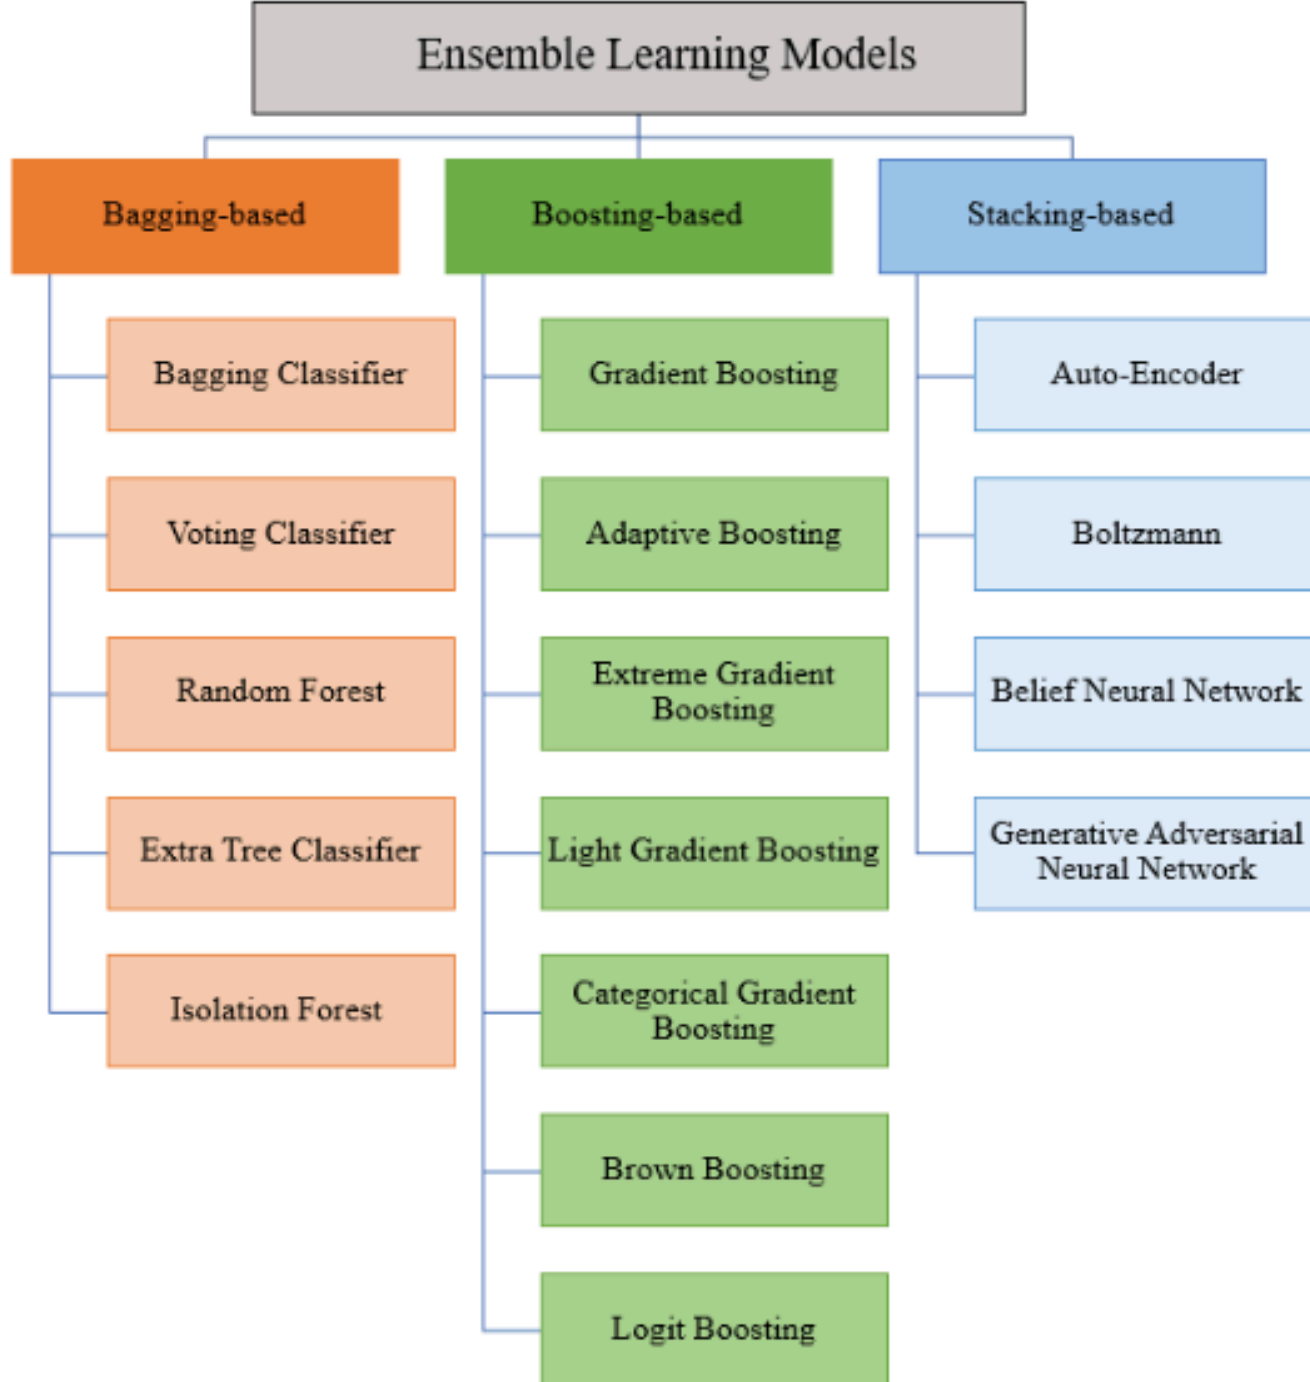 Ensemble Learning Models
Bagging-based
Bagging Classifier
Voting Classifier
Random Forest
Extra Tree Classifier
Isolation Forest
Boosting-based
Gradient Boosting
Adaptive Boosting
Extreme Gradient
Boosting
Light Gradient Boosting
Categorical Gradient
Boosting
Brown Boosting
Logit Boosting
Stacking-based
Auto-Encoder
Boltzmann
Belief Neural Network
Generative Adversarial
Neural Network